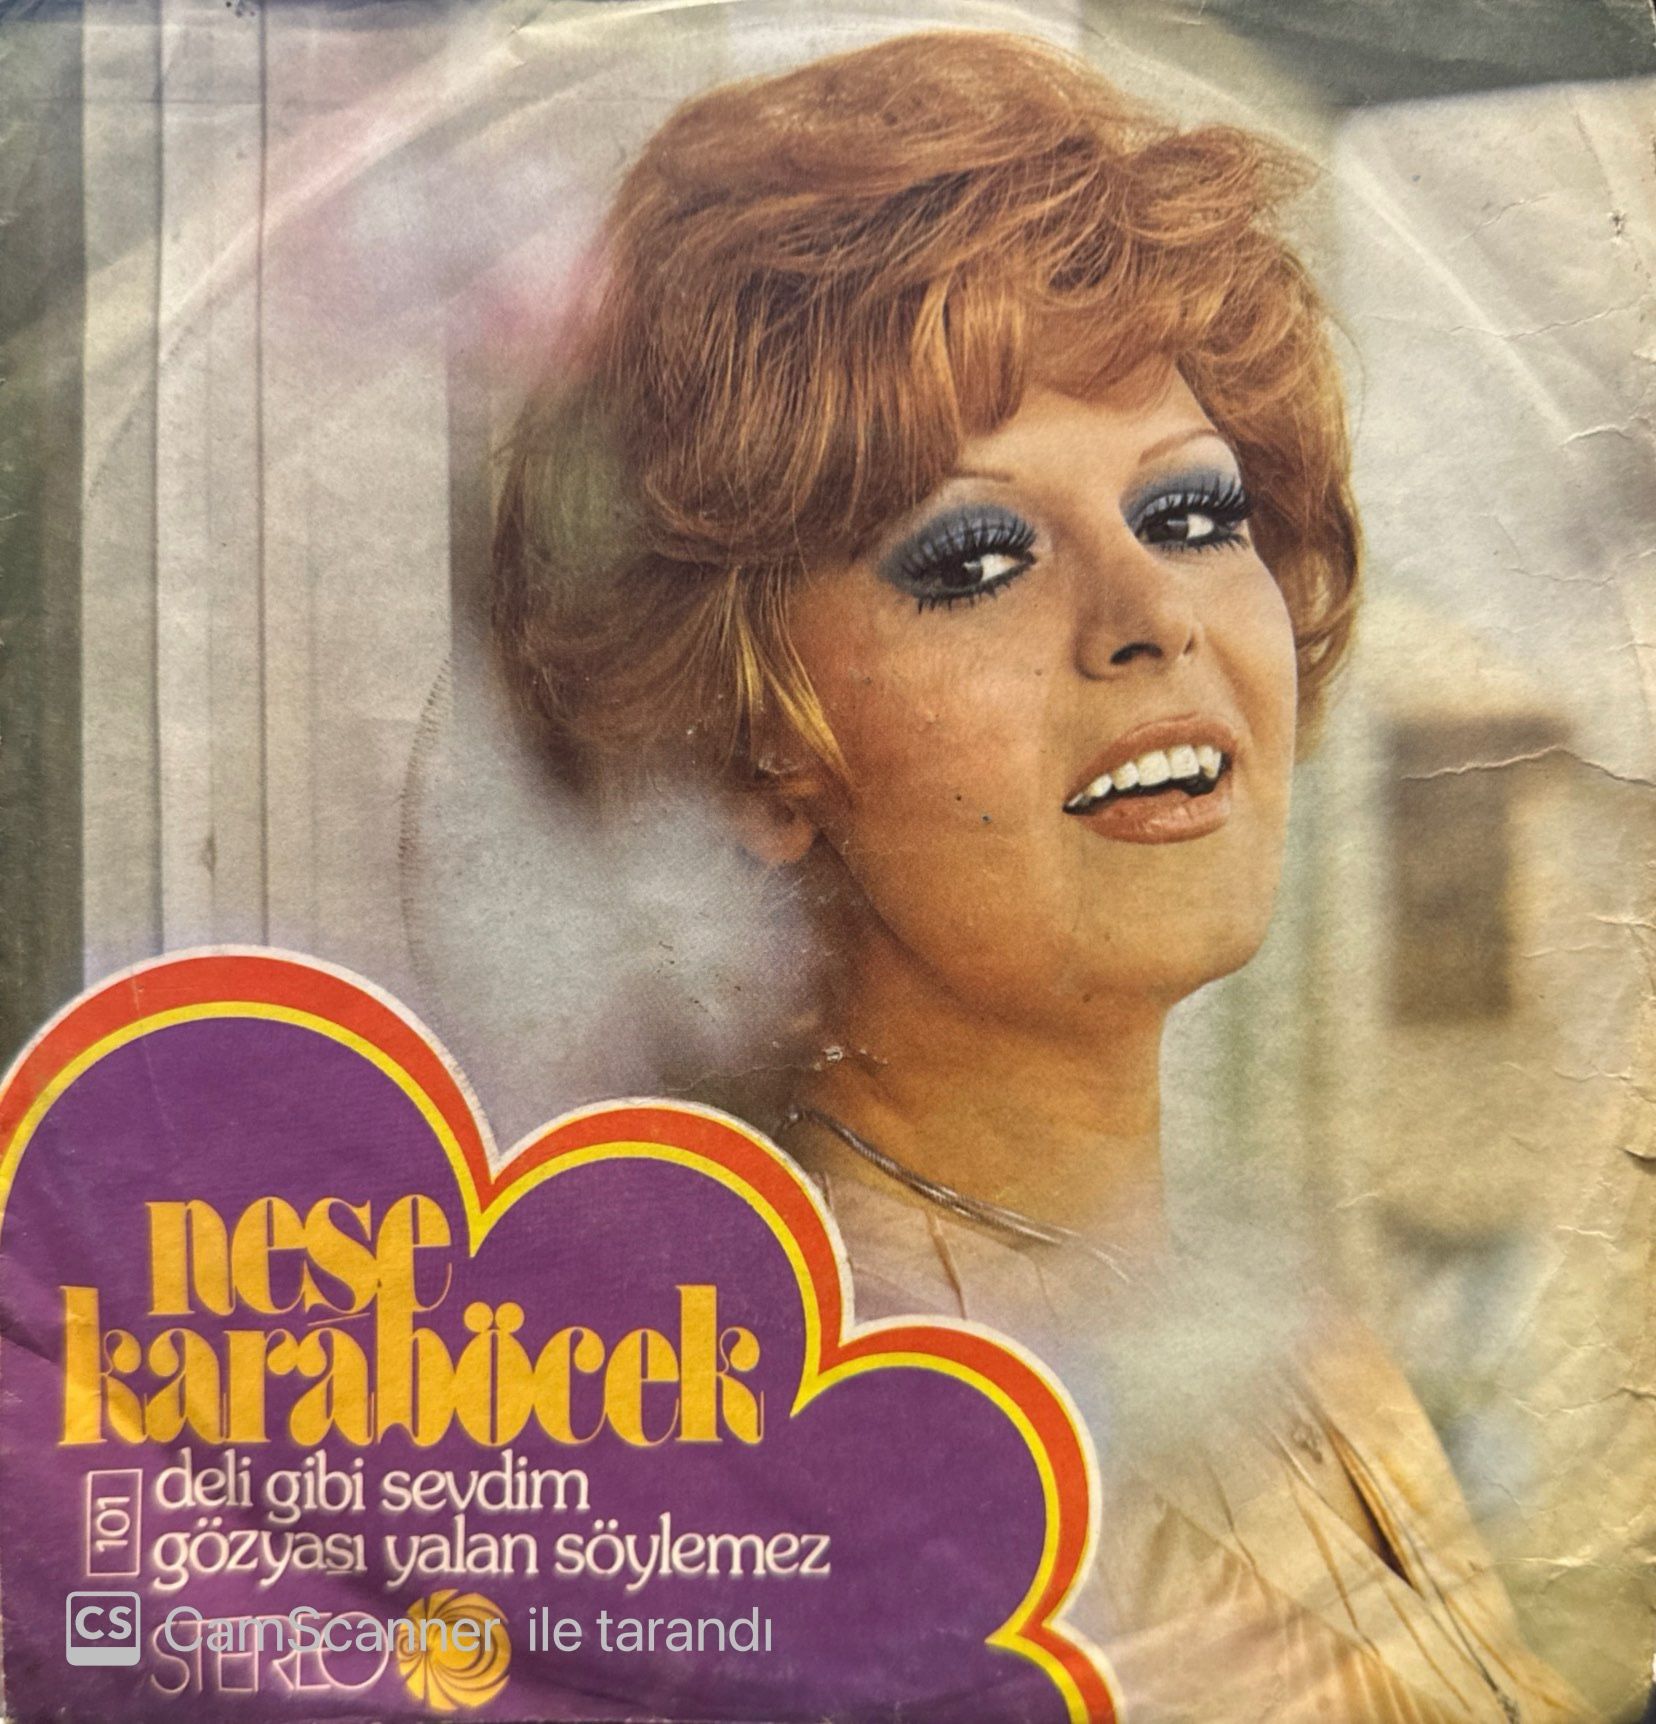 neşe
karaböcek
101
deli gibi sevdim
gözyaşı yalan söylemez
STEREO
CS CamScanner ile tarandı